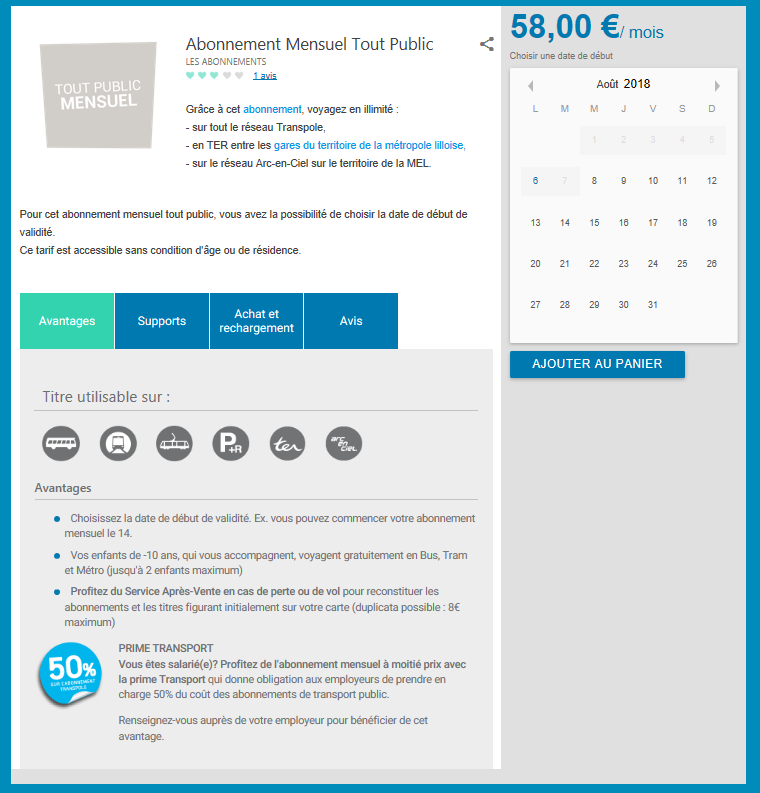 TOUT PUBLIC
MENSUEL
Abonnement Mensuel Tout Public
LES ABONNEMENTS
1 avis
Grâce à cet abonnement, voyagez en illimité :
- sur tout le réseau Transpole,
- en TER entre les gares du territoire de la métropole lilloise,
- sur le réseau Arc-en-Ciel sur le territoire de la MEL.
Pour cet abonnement mensuel tout public, vous avez la possibilité de choisir la date de début de
validité.
Ce tarif est accessible sans condition d'âge ou de résidence.
Avantages
Supports
Achat et
rechargement
Avis
Titre utilisable sur :
P+R
ter
arc
en
ciel
Avantages
Choisissez la date de début de validité. Ex. vous pouvez commencer votre abonnement
mensuel le 14.
Vos enfants de -10 ans, qui vous accompagnent, voyagent gratuitement en Bus, Tram
et Métro (jusqu'à 2 enfants maximum)
Profitez du Service Après-Vente en cas de perte ou de vol pour reconstituer les
abonnements et les titres figurant initialement sur votre carte (duplicata possible : 8€
maximum)
50%
SUR L'ABONNEMENT
TRANSPOLE
PRIME TRANSPORT
Vous êtes salarié(e)? Profitez de l'abonnement mensuel à moitié prix avec
la prime Transport qui donne obligation aux employeurs de prendre en
charge 50% du coût des abonnements de transport public.
Renseignez-vous auprès de votre employeur pour bénéficier de cet
avantage.
58,00 €/ mois
Choisir une date de début
Août 2018
L M M J V S D
1 2 3 4 5
6 7 8 9 10 11 12
13 14 15 16 17 18 19
20 21 22 23 24 25 26
27 28 29 30 31
AJOUTER AU PANIER